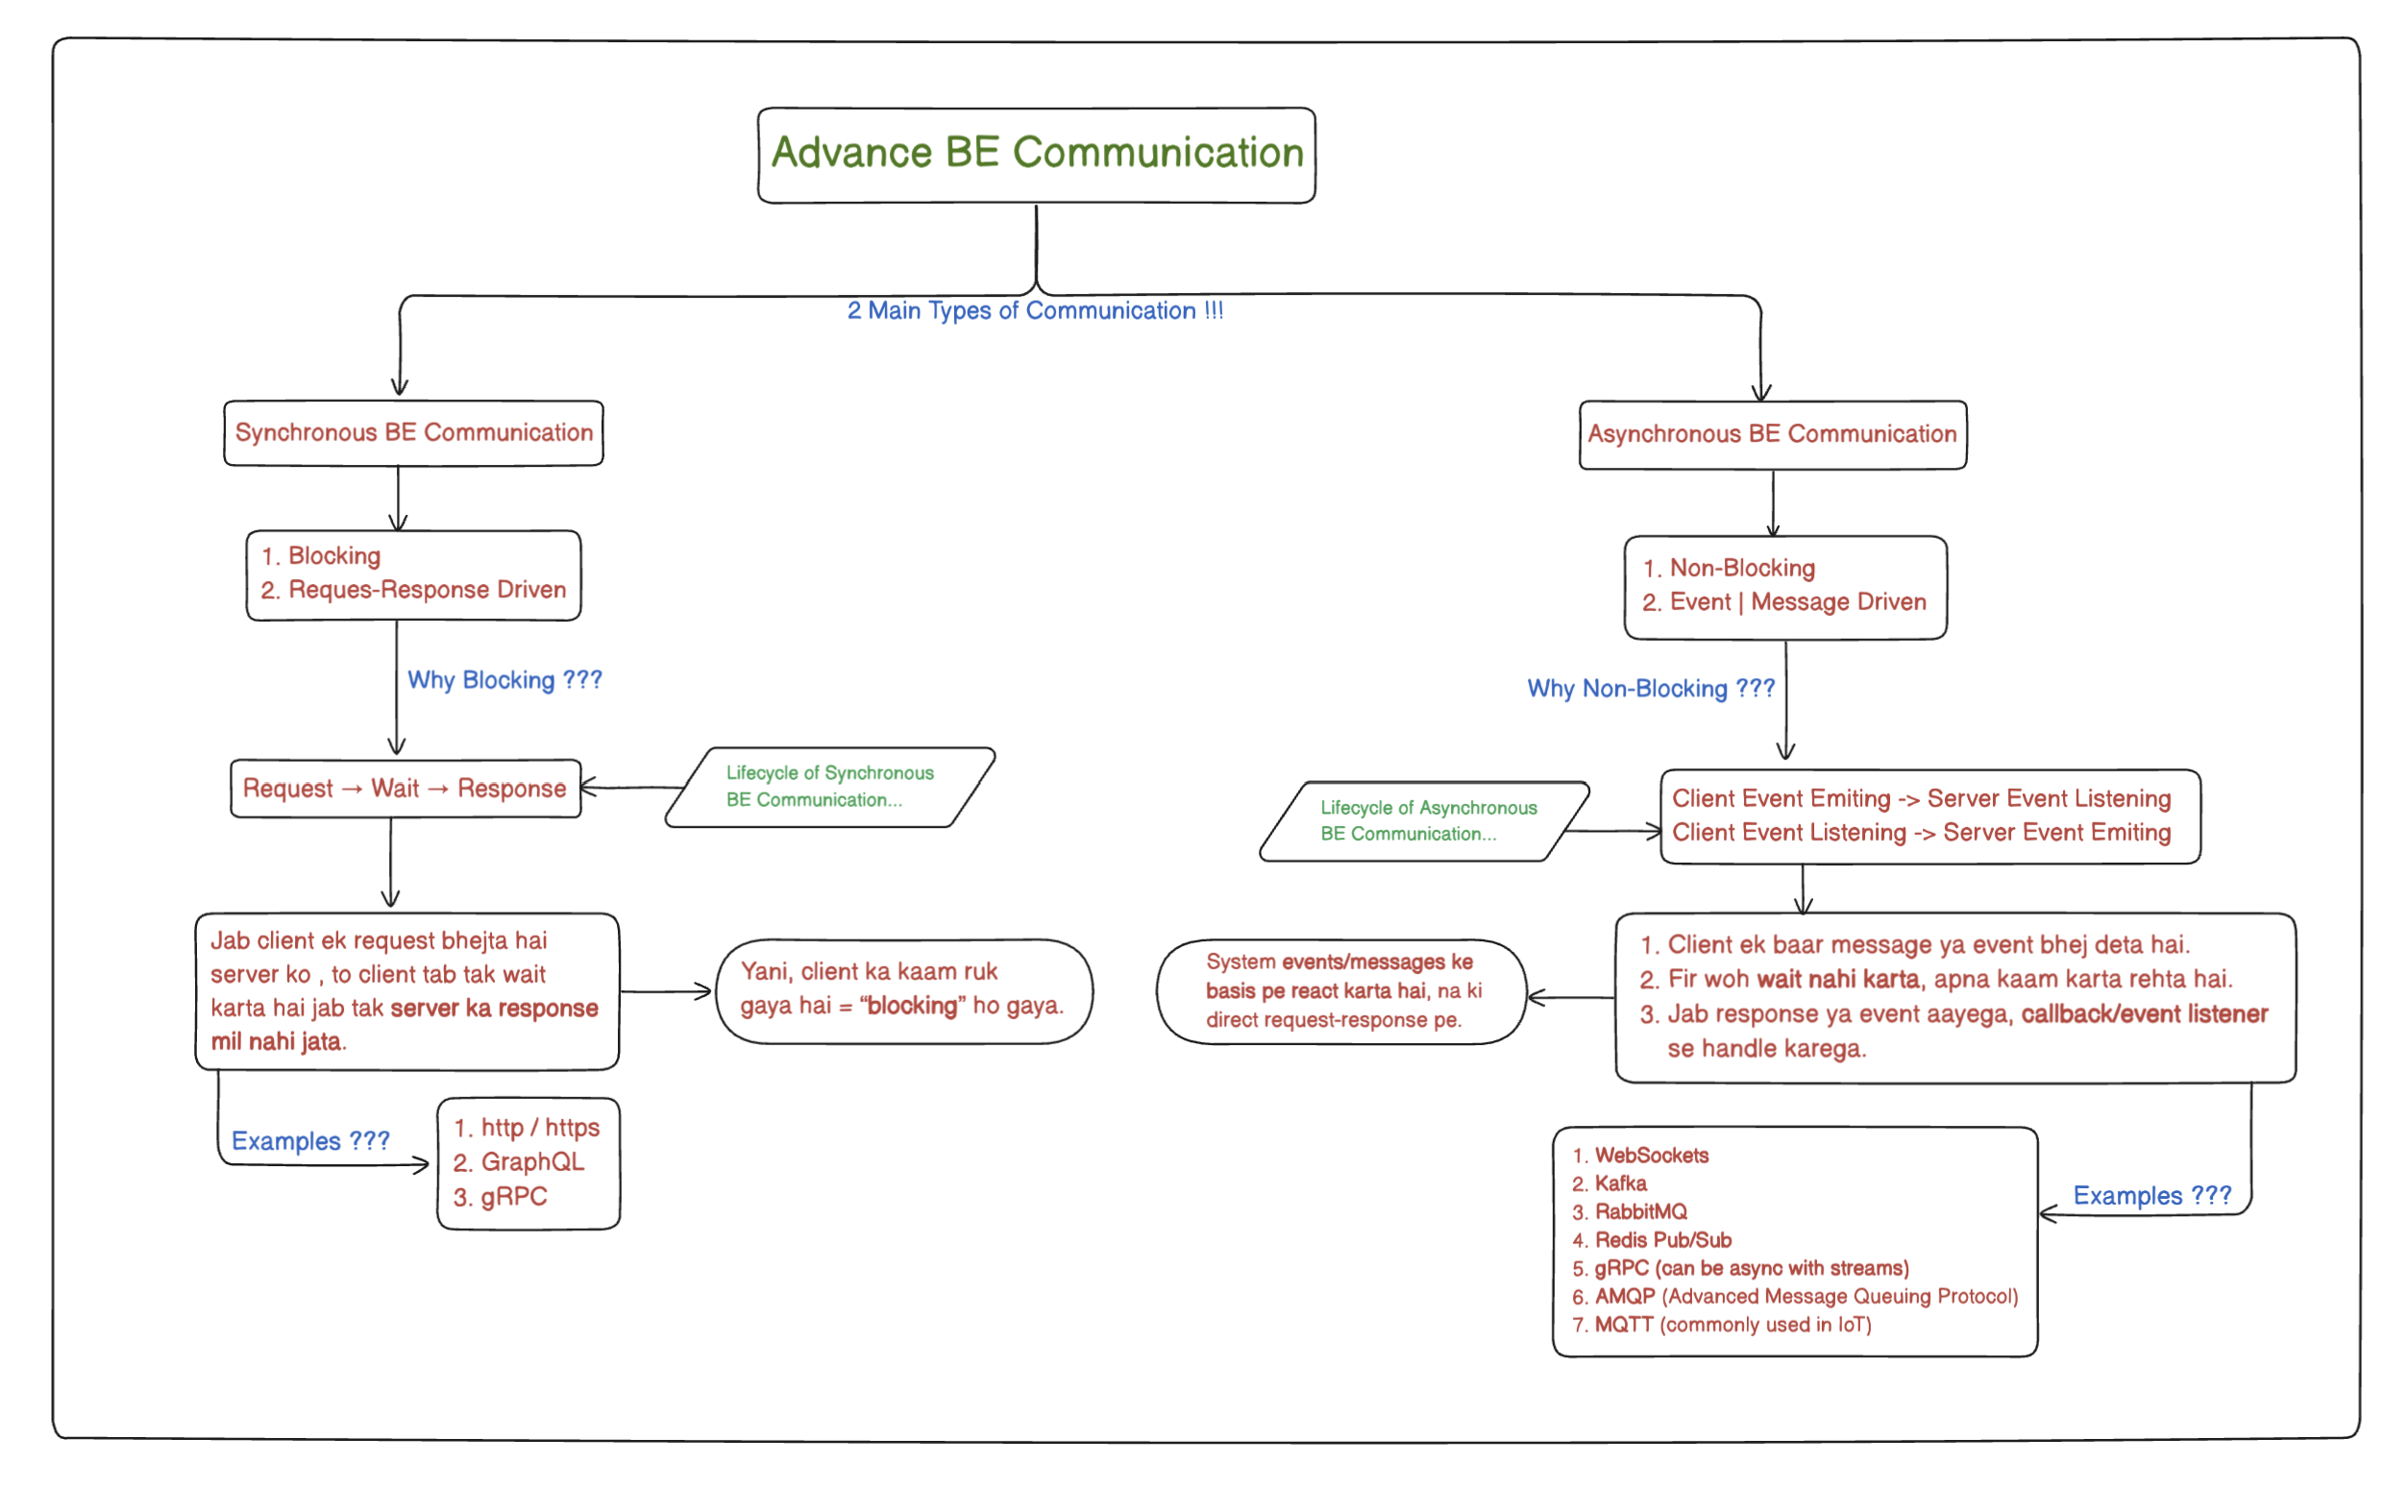 Advance BE Communication
2 Main Types of Communication !!!
Synchronous BE Communication
1. Blocking
2. Reques-Response Driven
Why Blocking ???
Request → Wait → Response
Lifecycle of Synchronous
BE Communication...
Jab client ek request bhejta hai
server ko , to client tab tak wait
karta hai jab tak server ka response
mil nahi jata.
Yani, client ka kaam ruk
gaya hai = “blocking” ho gaya.
Examples ???
1. http / https
2. GraphQL
3. gRPC
Asynchronous BE Communication
1. Non-Blocking
2. Event | Message Driven
Why Non-Blocking ???
Client Event Emiting -> Server Event Listening
Client Event Listening -> Server Event Emiting
Lifecycle of Asynchronous
BE Communication...
1. Client ek baar message ya event bhej deta hai.
2. Fir woh wait nahi karta, apna kaam karta rehta hai.
3. Jab response ya event aayega, callback/event listener
se handle karega.
System events/messages ke
basis pe react karta hai, na ki
direct request-response pe.
Examples ???
1. WebSockets
2. Kafka
3. RabbitMQ
4. Redis Pub/Sub
5. gRPC (can be async with streams)
6. AMQP (Advanced Message Queuing Protocol)
7. MQTT (commonly used in IoT)